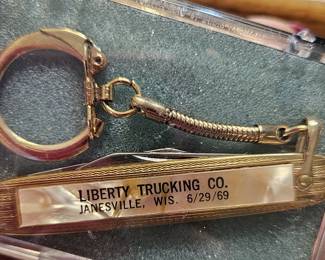 LIBERTY TRUCKING CO.
JANESVILLE, WIS. 6/29/69